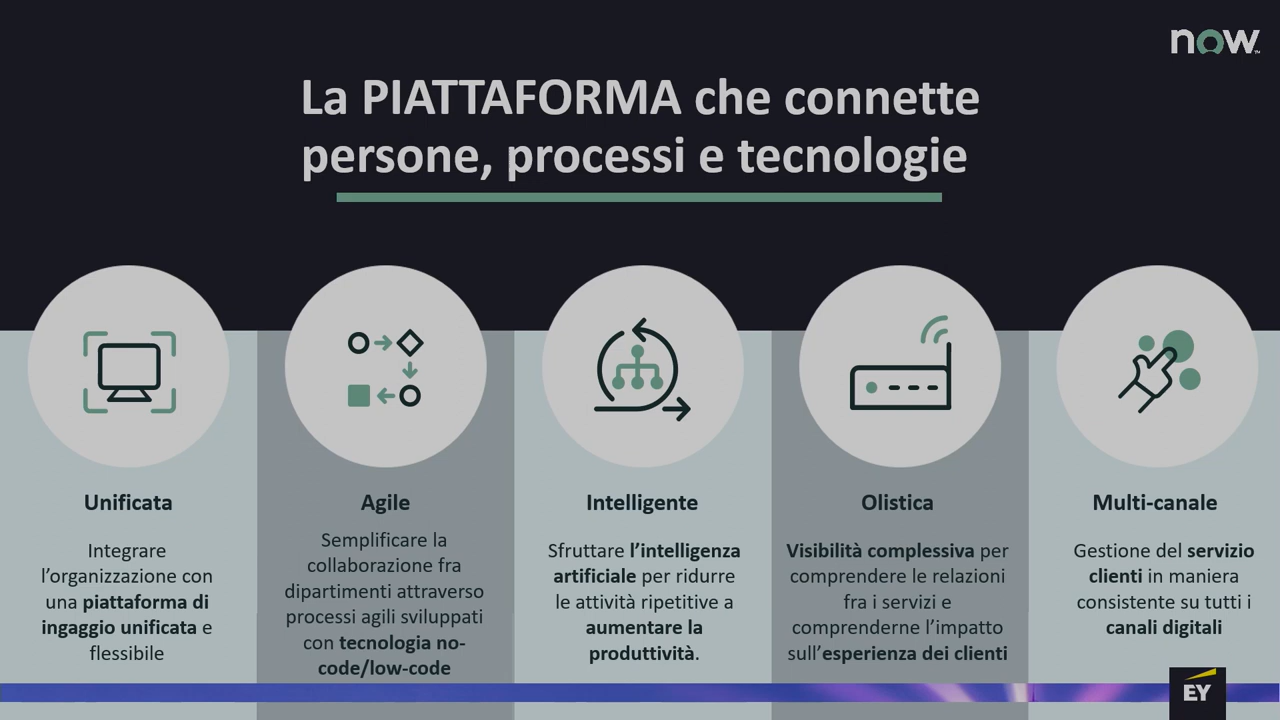 now
La PIATTAFORMA che connette
persone, processi e tecnologie
Unificata
Integrare
l'organizzazione con
una piattaforma di
ingaggio unificata e
flessibile
Agile
Semplificare la
collaborazione fra
dipartimenti attraverso
processi agili sviluppati
con tecnologia no-
code/low-code
Intelligente
Sfruttare l'intelligenza
artificiale per ridurre
le attività ripetitive a
aumentare la
produttività.
Olistica
Visibilità complessiva per
comprendere le relazioni
fra i servizi e
comprenderne l'impatto
sull'esperienza dei clienti
Multi-canale
Gestione del servizio
clienti in maniera
consistente su tutti i
canali digitali
EY